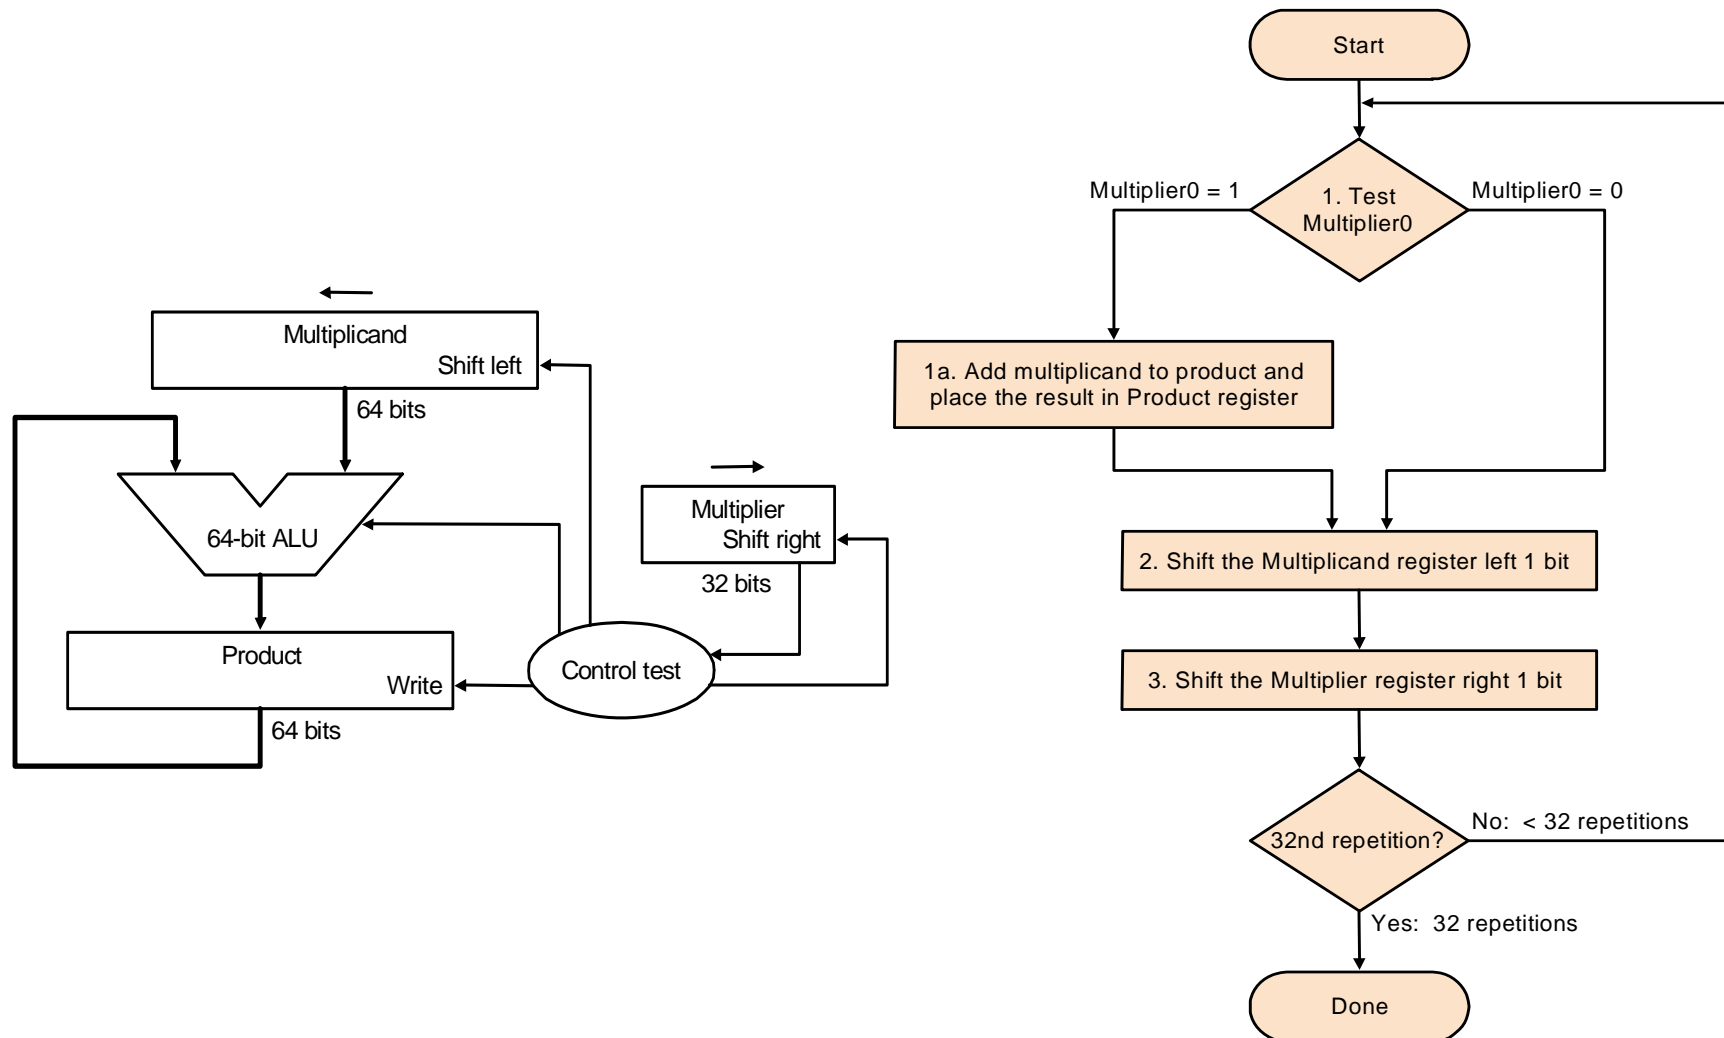 Multiplicand
Shift left
64 bits
64-bit ALU
Multiplier
Shift right
32 bits
Product
Write
64 bits
Control test
Start
Multiplier0 = 1
1. Test
Multiplier0
Multiplier0 = 0
1a. Add multiplicand to product and
place the result in Product register
2. Shift the Multiplicand register left 1 bit
3. Shift the Multiplier register right 1 bit
32nd repetition?
No: < 32 repetitions
Yes: 32 repetitions
Done